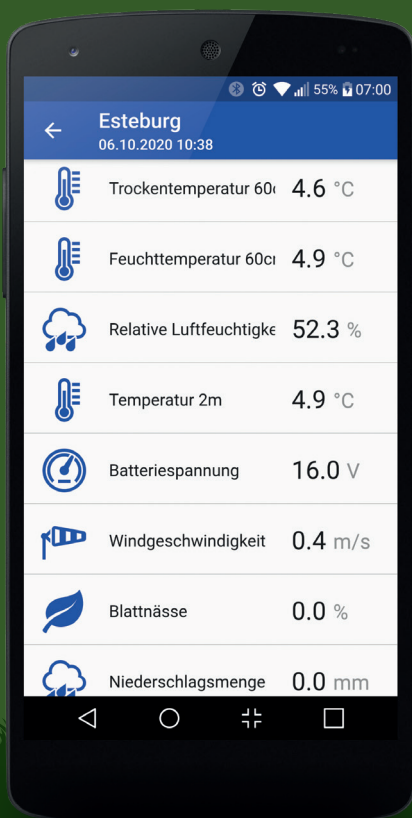 55% 07:00
Esteburg
06.10.2020 10:38
Trockentemperatur 60 4.6 °C
Feuchttemperatur 60c 4.9 °C
Relative Luftfeuchtigke 52.3 %
Temperatur 2m 4.9 °C
Batteriespannung 16.0 V
Windgeschwindigkeit 0.4 m/s
Blattnässe 0.0 %
Niederschlagsmenge 0.0 mm